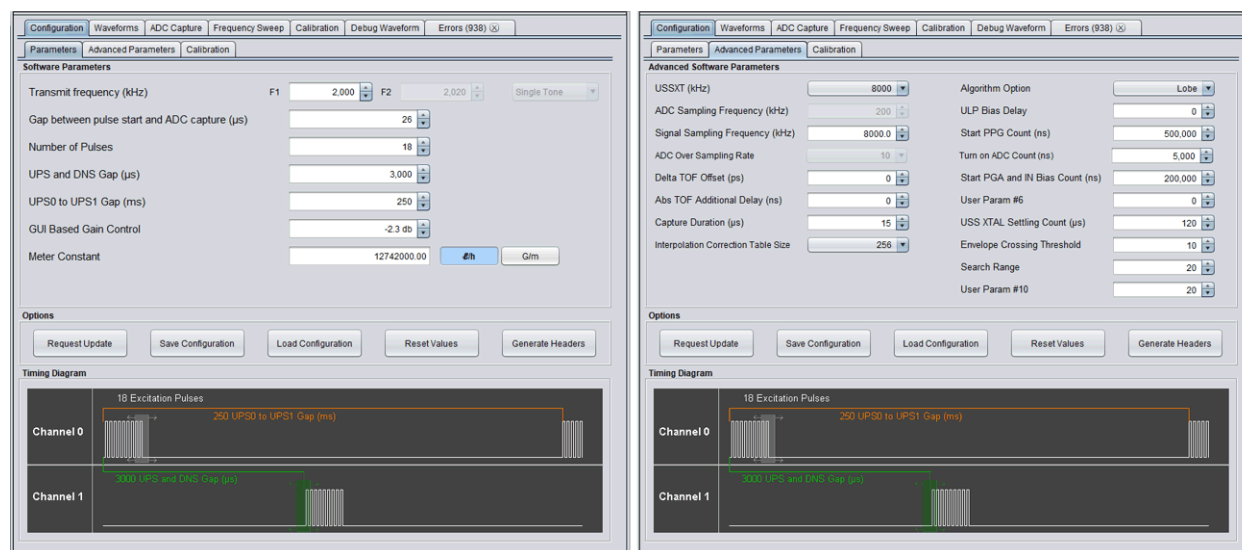 Configuration Waveforms ADC Capture Frequency Sweep Calibration Debug Waveform Errors (938)
Parameters Advanced Parameters Calibration
Software Parameters
Transmit frequency (kHz) F1 2,000 F2 2,020 Single Tone
Gap between pulse start and ADC capture (µs) 26
Number of Pulses 18
UPS and DNS Gap (µs) 3,000
UPS0 to UPS1 Gap (ms) 250
GUI Based Gain Control -2.3 db
Meter Constant 12742000.00 ℓ/h G/m
Options
Request Update Save Configuration Load Configuration Reset Values Generate Headers
Timing Diagram
18 Excitation Pulses
250 UPS0 to UPS1 Gap (ms)
Channel 0
3000 UPS and DNS Gap (µs)
Channel 1
Configuration Waveforms ADC Capture Frequency Sweep Calibration Debug Waveform Errors (938)
Parameters Advanced Parameters Calibration
Advanced Software Parameters
USSXT (kHz) 8000 Algorithm Option Lobe
ADC Sampling Frequency (kHz) 200 ULP Bias Delay 0
Signal Sampling Frequency (kHz) 8000.0 Start PPG Count (ns) 500,000
ADC Over Sampling Rate 10 Turn on ADC Count (ns) 5,000
Delta TOF Offset (ps) 0 Start PGA and IN Bias Count (ns) 200,000
Abs TOF Additional Delay (ns) 0 User Param #6 0
Capture Duration (µs) 15 USS XTAL Settling Count (µs) 120
Interpolation Correction Table Size 256 Envelope Crossing Threshold 10
Search Range 20
User Param #10 20
Options
Request Update Save Configuration Load Configuration Reset Values Generate Headers
Timing Diagram
18 Excitation Pulses
250 UPS0 to UPS1 Gap (ms)
Channel 0
3000 UPS and DNS Gap (µs)
Channel 1